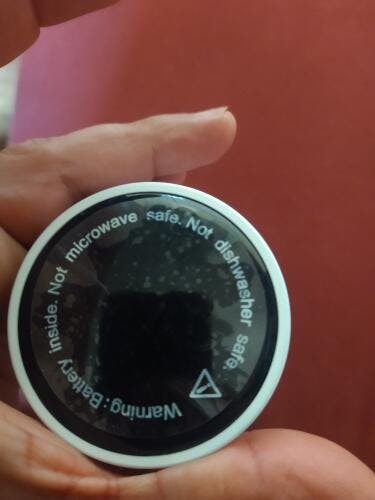 Warning: Battery inside. Not microwave safe. Not dishwasher safe.